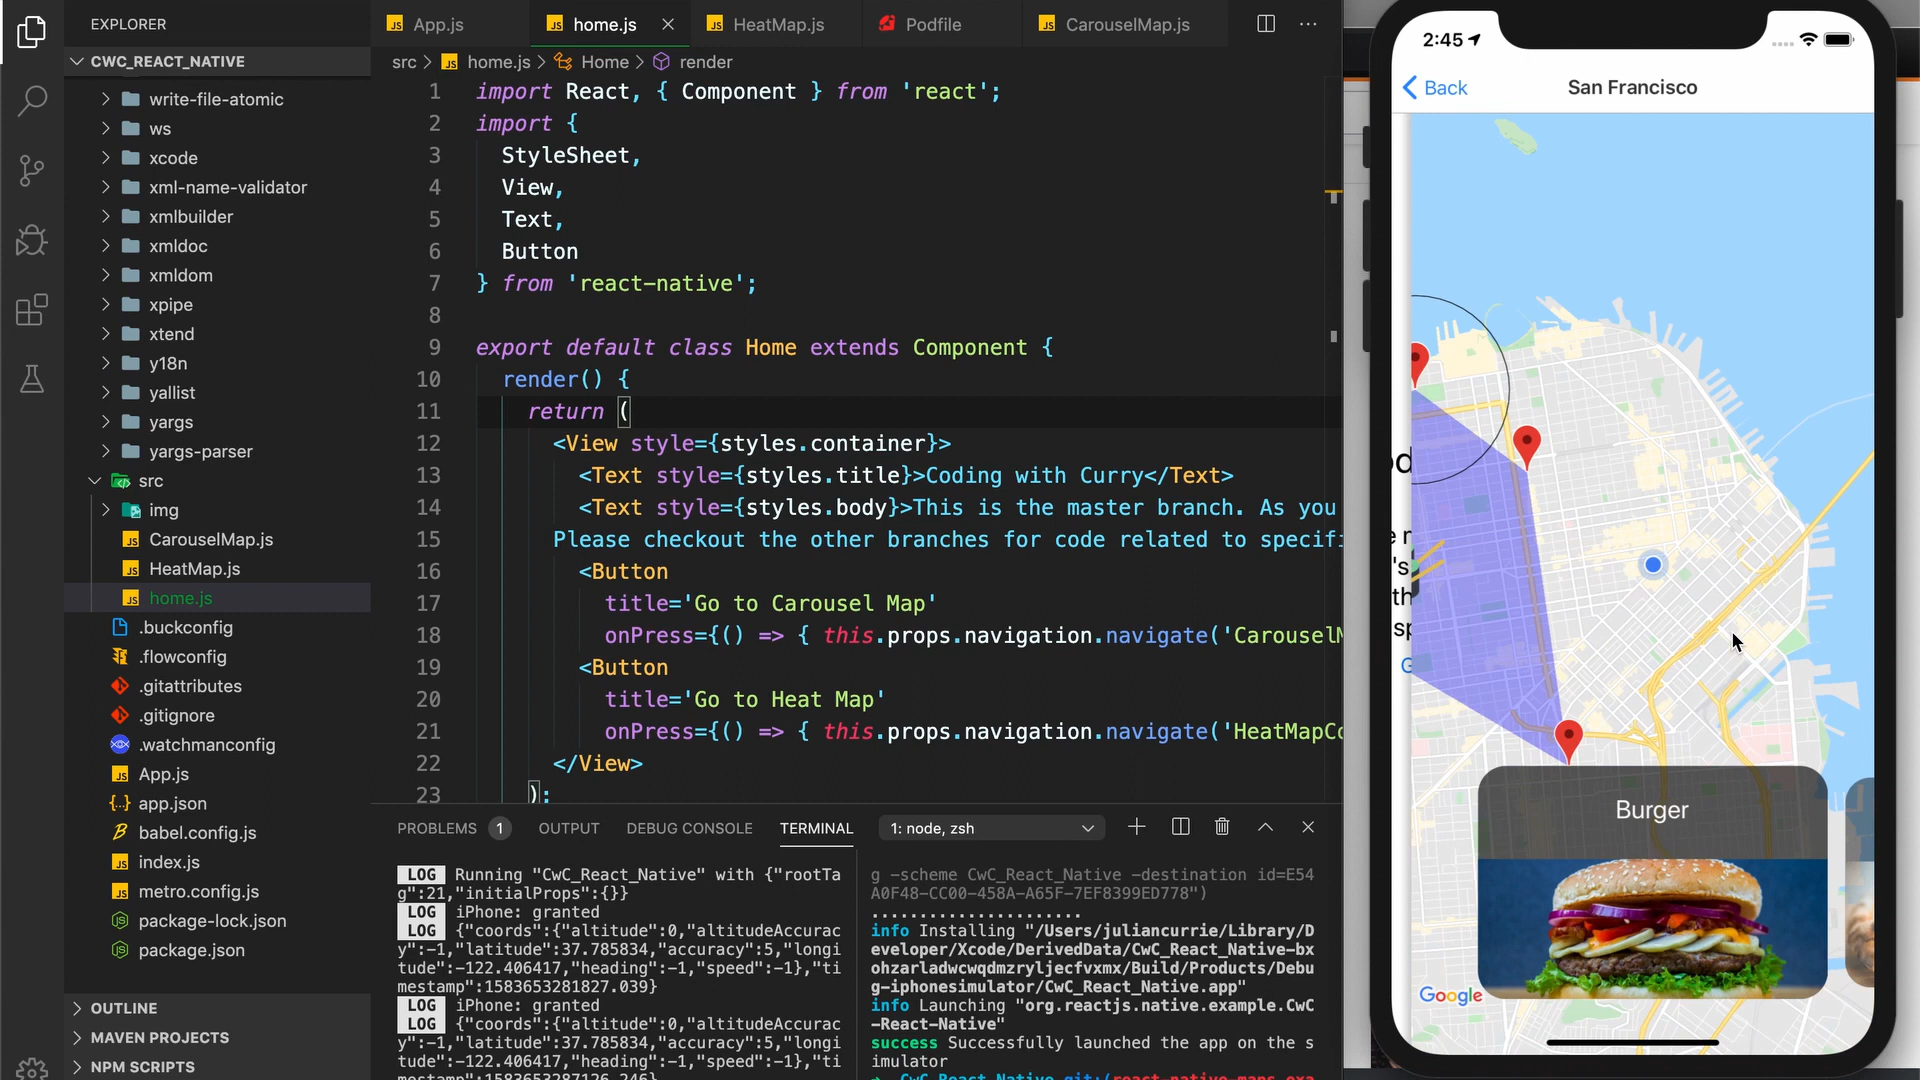 EXPLORER
CWC_REACT_NATIVE
write-file-atomic
ws
xcode
xml-name-validator
xmlbuilder
xmldoc
xmldom
xpipe
xtend
y18n
yallist
yargs
yargs-parser
src
img
CarouselMap.js
HeatMap.js
home.js
.buckconfig
.flowconfig
.gitattributes
.gitignore
.watchmanconfig
App.js
app.json
babel.config.js
index.js
metro.config.js
package-lock.json
package.json
OUTLINE
MAVEN PROJECTS
NPM SCRIPTS
App.js
home.js
HeatMap.js
Podfile
CarouselMap.js
src > home.js > Home > render
1 import React, { Component } from 'react';
2 import {
3 StyleSheet,
4 View,
5 Text,
6 Button
7 } from 'react-native';
8
9 export default class Home extends Component {
10 render() {
11 return (
12 <View style={styles.container}>
13 <Text style={styles.title}>Coding with Curry</Text>
14 <Text style={styles.body}>This is the master branch. As you
15 Please checkout the other branches for code related to specifi
16 <Button
17 title='Go to Carousel Map'
18 onPress={() => { this.props.navigation.navigate('CarouselM
19 <Button
20 title='Go to Heat Map'
21 onPress={() => { this.props.navigation.navigate('HeatMapCo
22 </View>
23 );
PROBLEMS 1 OUTPUT DEBUG CONSOLE TERMINAL 1: node, zsh
LOG Running "CwC_React_Native" with {"rootTa
g":21,"initialProps":{}}
LOG iPhone: granted
LOG {"coords":{"altitude":0,"altitudeAccurac
y":-1,"latitude":37.785834,"accuracy":5,"longi
tude":-122.406417,"heading":-1,"speed":-1},"ti
mestamp":1583653281827.039}
LOG iPhone: granted
LOG {"coords":{"altitude":0,"altitudeAccurac
y":-1,"latitude":37.785834,"accuracy":5,"longi
tude":-122.406417,"heading":-1,"speed":-1},"ti
mestamp":1583653287126.246}
g -scheme CwC_React_Native -destination id=E54
A0F48-CC00-458A-A65F-7EF8399ED778")
......................
info Installing "/Users/juliancurrie/Library/D
eveloper/Xcode/DerivedData/CwC_React_Native-bx
ohzarladwcwqdmzryljecfvxmx/Build/Products/Debu
g-iphonesimulator/CwC_React_Native.app"
info Launching "org.reactjs.native.example.CwC
-React-Native"
success Successfully launched the app on the s
imulator
CwC_React_Native git:(react-native-maps-exa
2:45
Back
San Francisco
od
e r
's
th
sp
G
Burger
Google